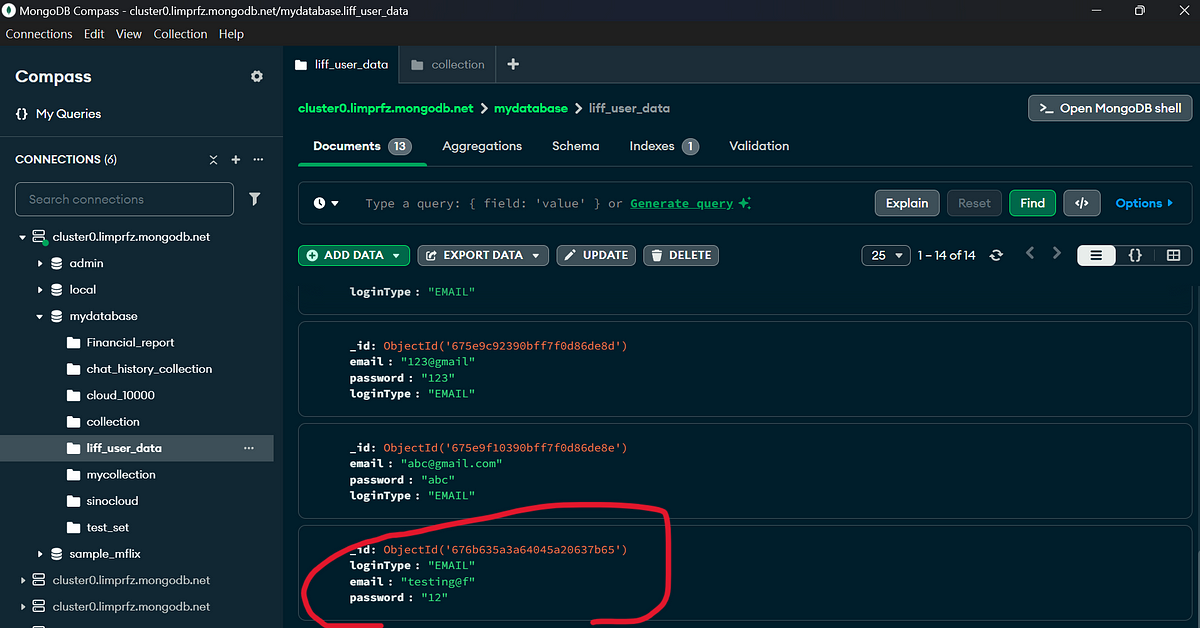 MongoDB Compass - cluster0.limprfz.mongodb.net/mydatabase.liff_user_data
Connections Edit View Collection Help
Compass
{} My Queries
CONNECTIONS (6)
Search connections
cluster0.limprfz.mongodb.net
admin
local
mydatabase
Financial_report
chat_history_collection
cloud_10000
collection
liff_user_data
mycollection
sinocloud
test_set
sample_mflix
cluster0.limprfz.mongodb.net
cluster0.limprfz.mongodb.net
liff_user_data collection
cluster0.limprfz.mongodb.net > mydatabase > liff_user_data
>_ Open MongoDB shell
Documents 13 Aggregations Schema Indexes 1 Validation
Type a query: { field: 'value' } or Generate query
Explain Reset Find </> Options
ADD DATA EXPORT DATA UPDATE DELETE
25 1 – 14 of 14 {}
loginType : "EMAIL"
_id: ObjectId('675e9c92390bff7f0d86de8d')
email : "123@gmail"
password : "123"
loginType : "EMAIL"
_id: ObjectId('675e9f10390bff7f0d86de8e')
email : "abc@gmail.com"
password : "abc"
loginType : "EMAIL"
_id: ObjectId('676b635a3a64045a20637b65')
loginType : "EMAIL"
email : "testing@f"
password : "12"